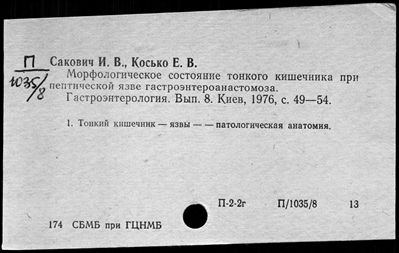 П
1035/8
Сакович И. В., Косько Е. В.
Морфологическое состояние тонкого кишечника при
пептической язве гастроэнтероанастомоза.
Гастроэнтерология. Вып. 8. Киев, 1976, с. 49—54.
1. Тонкий кишечник — язвы — — патологическая анатомия.
П-2-2г П/1035/8 13
174 СБМБ при ГЦНМБ